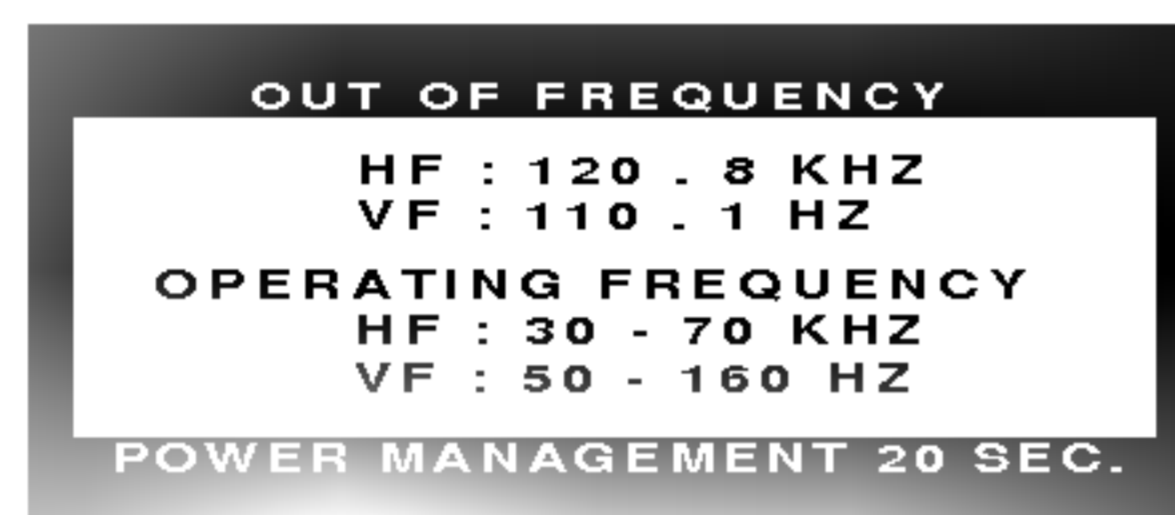 OUT OF FREQUENCY
HF : 120 . 8 KHZ
VF : 110 . 1 HZ
OPERATING FREQUENCY
HF : 30 - 70 KHZ
VF : 50 - 160 HZ
POWER MANAGEMENT 20 SEC.